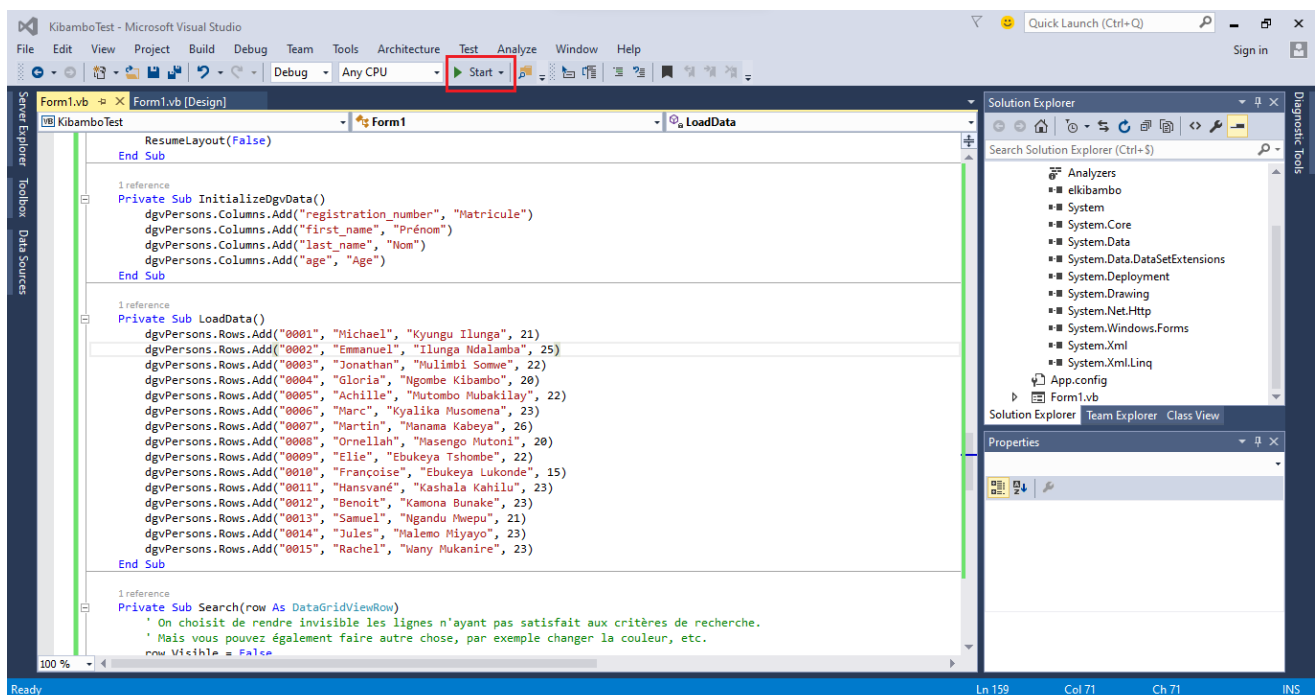 KibamboTest - Microsoft Visual Studio
Quick Launch (Ctrl+Q)
File Edit View Project Build Debug Team Tools Architecture Test Analyze Window Help
Sign in
Debug Any CPU Start
Server Explorer
Toolbox
Data Sources
Form1.vb Form1.vb [Design]
VB KibamboTest Form1 LoadData
ResumeLayout(False)
End Sub
1 reference
Private Sub InitializeDgvData()
dgvPersons.Columns.Add("registration_number", "Matricule")
dgvPersons.Columns.Add("first_name", "Prénom")
dgvPersons.Columns.Add("last_name", "Nom")
dgvPersons.Columns.Add("age", "Age")
End Sub
1 reference
Private Sub LoadData()
dgvPersons.Rows.Add("0001", "Michael", "Kyungu Ilunga", 21)
dgvPersons.Rows.Add("0002", "Emmanuel", "Ilunga Ndalamba", 25)
dgvPersons.Rows.Add("0003", "Jonathan", "Mulimbi Somwe", 22)
dgvPersons.Rows.Add("0004", "Gloria", "Ngombe Kibambo", 20)
dgvPersons.Rows.Add("0005", "Achille", "Mutombo Mubakilay", 22)
dgvPersons.Rows.Add("0006", "Marc", "Kyalika Musomena", 23)
dgvPersons.Rows.Add("0007", "Martin", "Manama Kabeya", 26)
dgvPersons.Rows.Add("0008", "Ornellah", "Masengo Mutoni", 20)
dgvPersons.Rows.Add("0009", "Elie", "Ebukeya Tshombe", 22)
dgvPersons.Rows.Add("0010", "Françoise", "Ebukeya Lukonde", 15)
dgvPersons.Rows.Add("0011", "Hansvané", "Kashala Kahilu", 23)
dgvPersons.Rows.Add("0012", "Benoit", "Kamona Bunake", 23)
dgvPersons.Rows.Add("0013", "Samuel", "Ngandu Mwepu", 21)
dgvPersons.Rows.Add("0014", "Jules", "Malemo Miyayo", 23)
dgvPersons.Rows.Add("0015", "Rachel", "Wany Mukanire", 23)
End Sub
1 reference
Private Sub Search(row As DataGridViewRow)
' On choisit de rendre invisible les lignes n'ayant pas satisfait aux critères de recherche.
' Mais vous pouvez également faire autre chose, par exemple changer la couleur, etc.
row.Visible = False
100 %
Solution Explorer
Search Solution Explorer (Ctrl+$)
Analyzers
elkibambo
System
System.Core
System.Data
System.Data.DataSetExtensions
System.Deployment
System.Drawing
System.Net.Http
System.Windows.Forms
System.Xml
System.Xml.Linq
App.config
Form1.vb
Solution Explorer Team Explorer Class View
Properties
Diagnostic Tools
Ready Ln 159 Col 71 Ch 71 INS